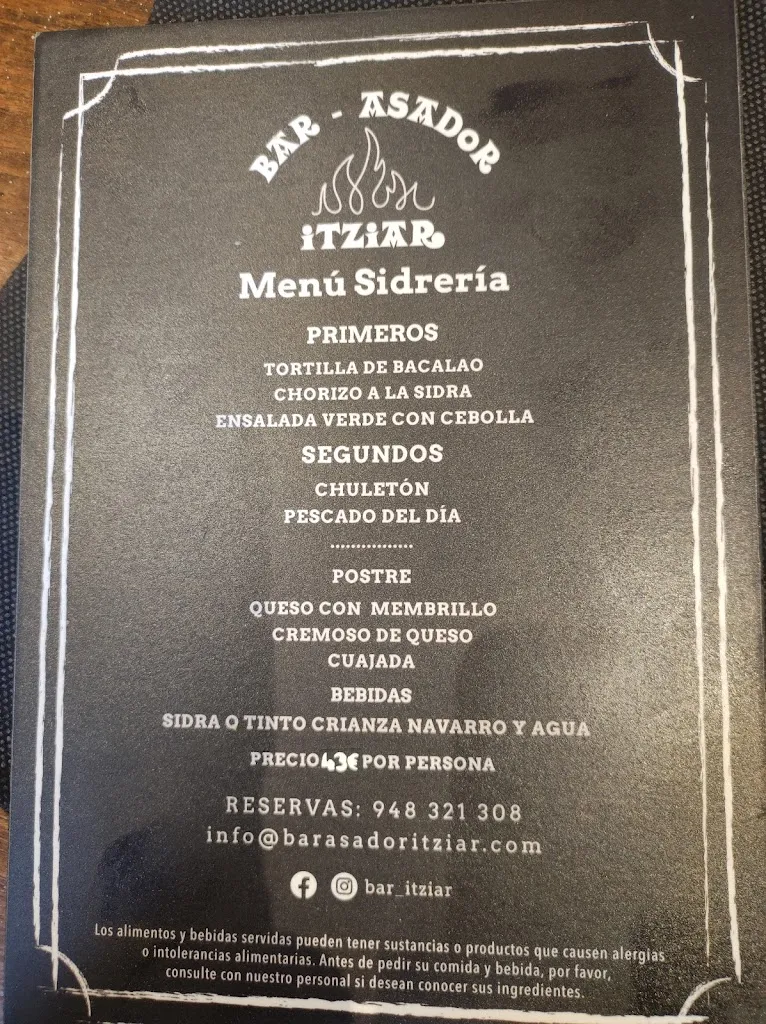 BAR - ASADOR
iTZiAR
Menú Sidrería
PRIMEROS
TORTILLA DE BACALAO
CHORIZO A LA SIDRA
ENSALADA VERDE CON CEBOLLA
SEGUNDOS
CHULETÓN
PESCADO DEL DÍA
................
POSTRE
QUESO CON MEMBRILLO
CREMOSO DE QUESO
CUAJADA
BEBIDAS
SIDRA O TINTO CRIANZA NAVARRO Y AGUA
PRECIO 43€ POR PERSONA
RESERVAS: 948 321 308
info@barasadoritziar.com
bar_itziar
Los alimentos y bebidas servidas pueden tener sustancias o productos que causen alergias
o intolerancias alimentarias. Antes de pedir su comida y bebida, por favor,
consulte con nuestro personal si desean conocer sus ingredientes.